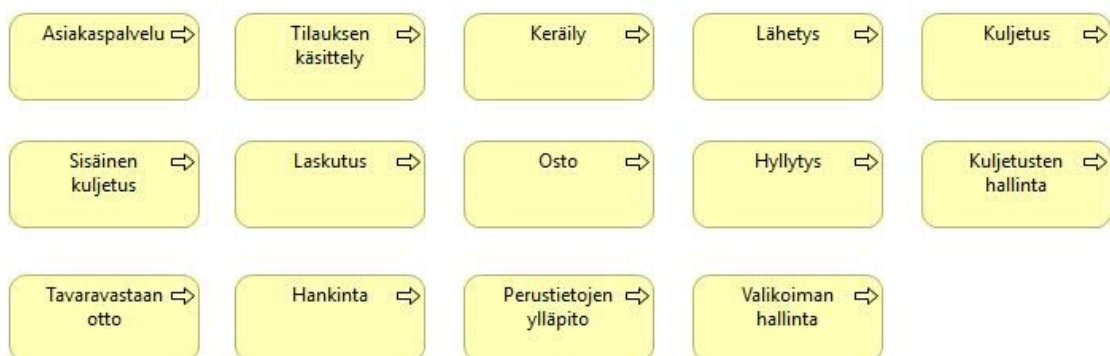 Asiakaspalvelu
Tilauksen
käsittely
Keräily
Lähetys
Kuljetus
Sisäinen
kuljetus
Laskutus
Osto
Hyllytys
Kuljetusten
hallinta
Tavaravastaan
otto
Hankinta
Perustietojen
ylläpito
Valikoiman
hallinta